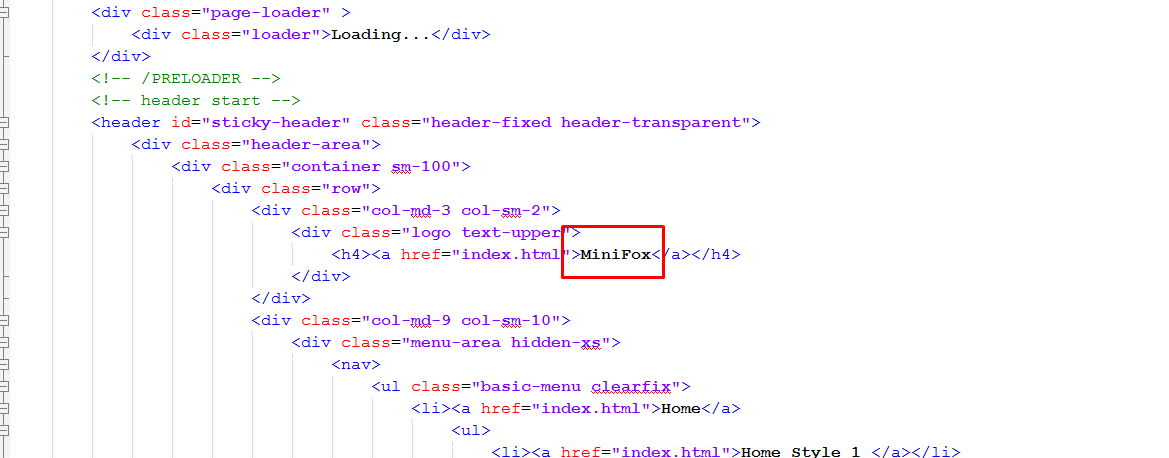 <div class="page-loader" >
<div class="loader">Loading...</div>
</div>
<!-- /PRELOADER -->
<!-- header start -->
<header id="sticky-header" class="header-fixed header-transparent">
<div class="header-area">
<div class="container sm-100">
<div class="row">
<div class="col-md-3 col-sm-2">
<div class="logo text-upper">
<h4><a href="index.html">MiniFox</a></h4>
</div>
</div>
<div class="col-md-9 col-sm-10">
<div class="menu-area hidden-xs">
<nav>
<ul class="basic-menu clearfix">
<li><a href="index.html">Home</a>
<ul>
<li><a href="index.html">Home Style 1 </a></li>